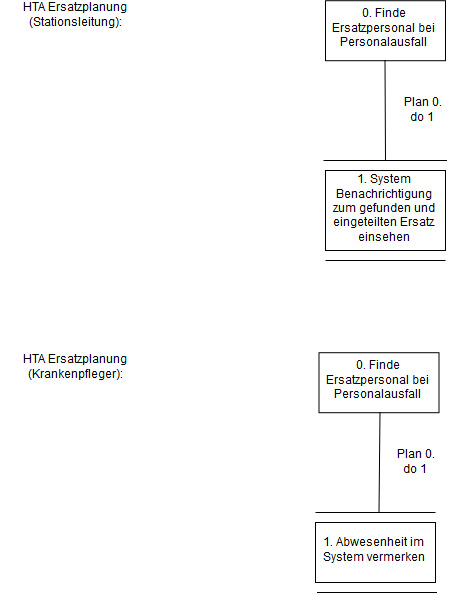 HTA Ersatzplanung
(Stationsleitung):
0. Finde
Ersatzpersonal bei
Personalausfall
Plan 0.
do 1
1. System
Benachrichtigung
zum gefunden und
eingeteilten Ersatz
einsehen
HTA Ersatzplanung
(Krankenpfleger):
0. Finde
Ersatzpersonal bei
Personalausfall
Plan 0.
do 1
1. Abwesenheit im
System vermerken